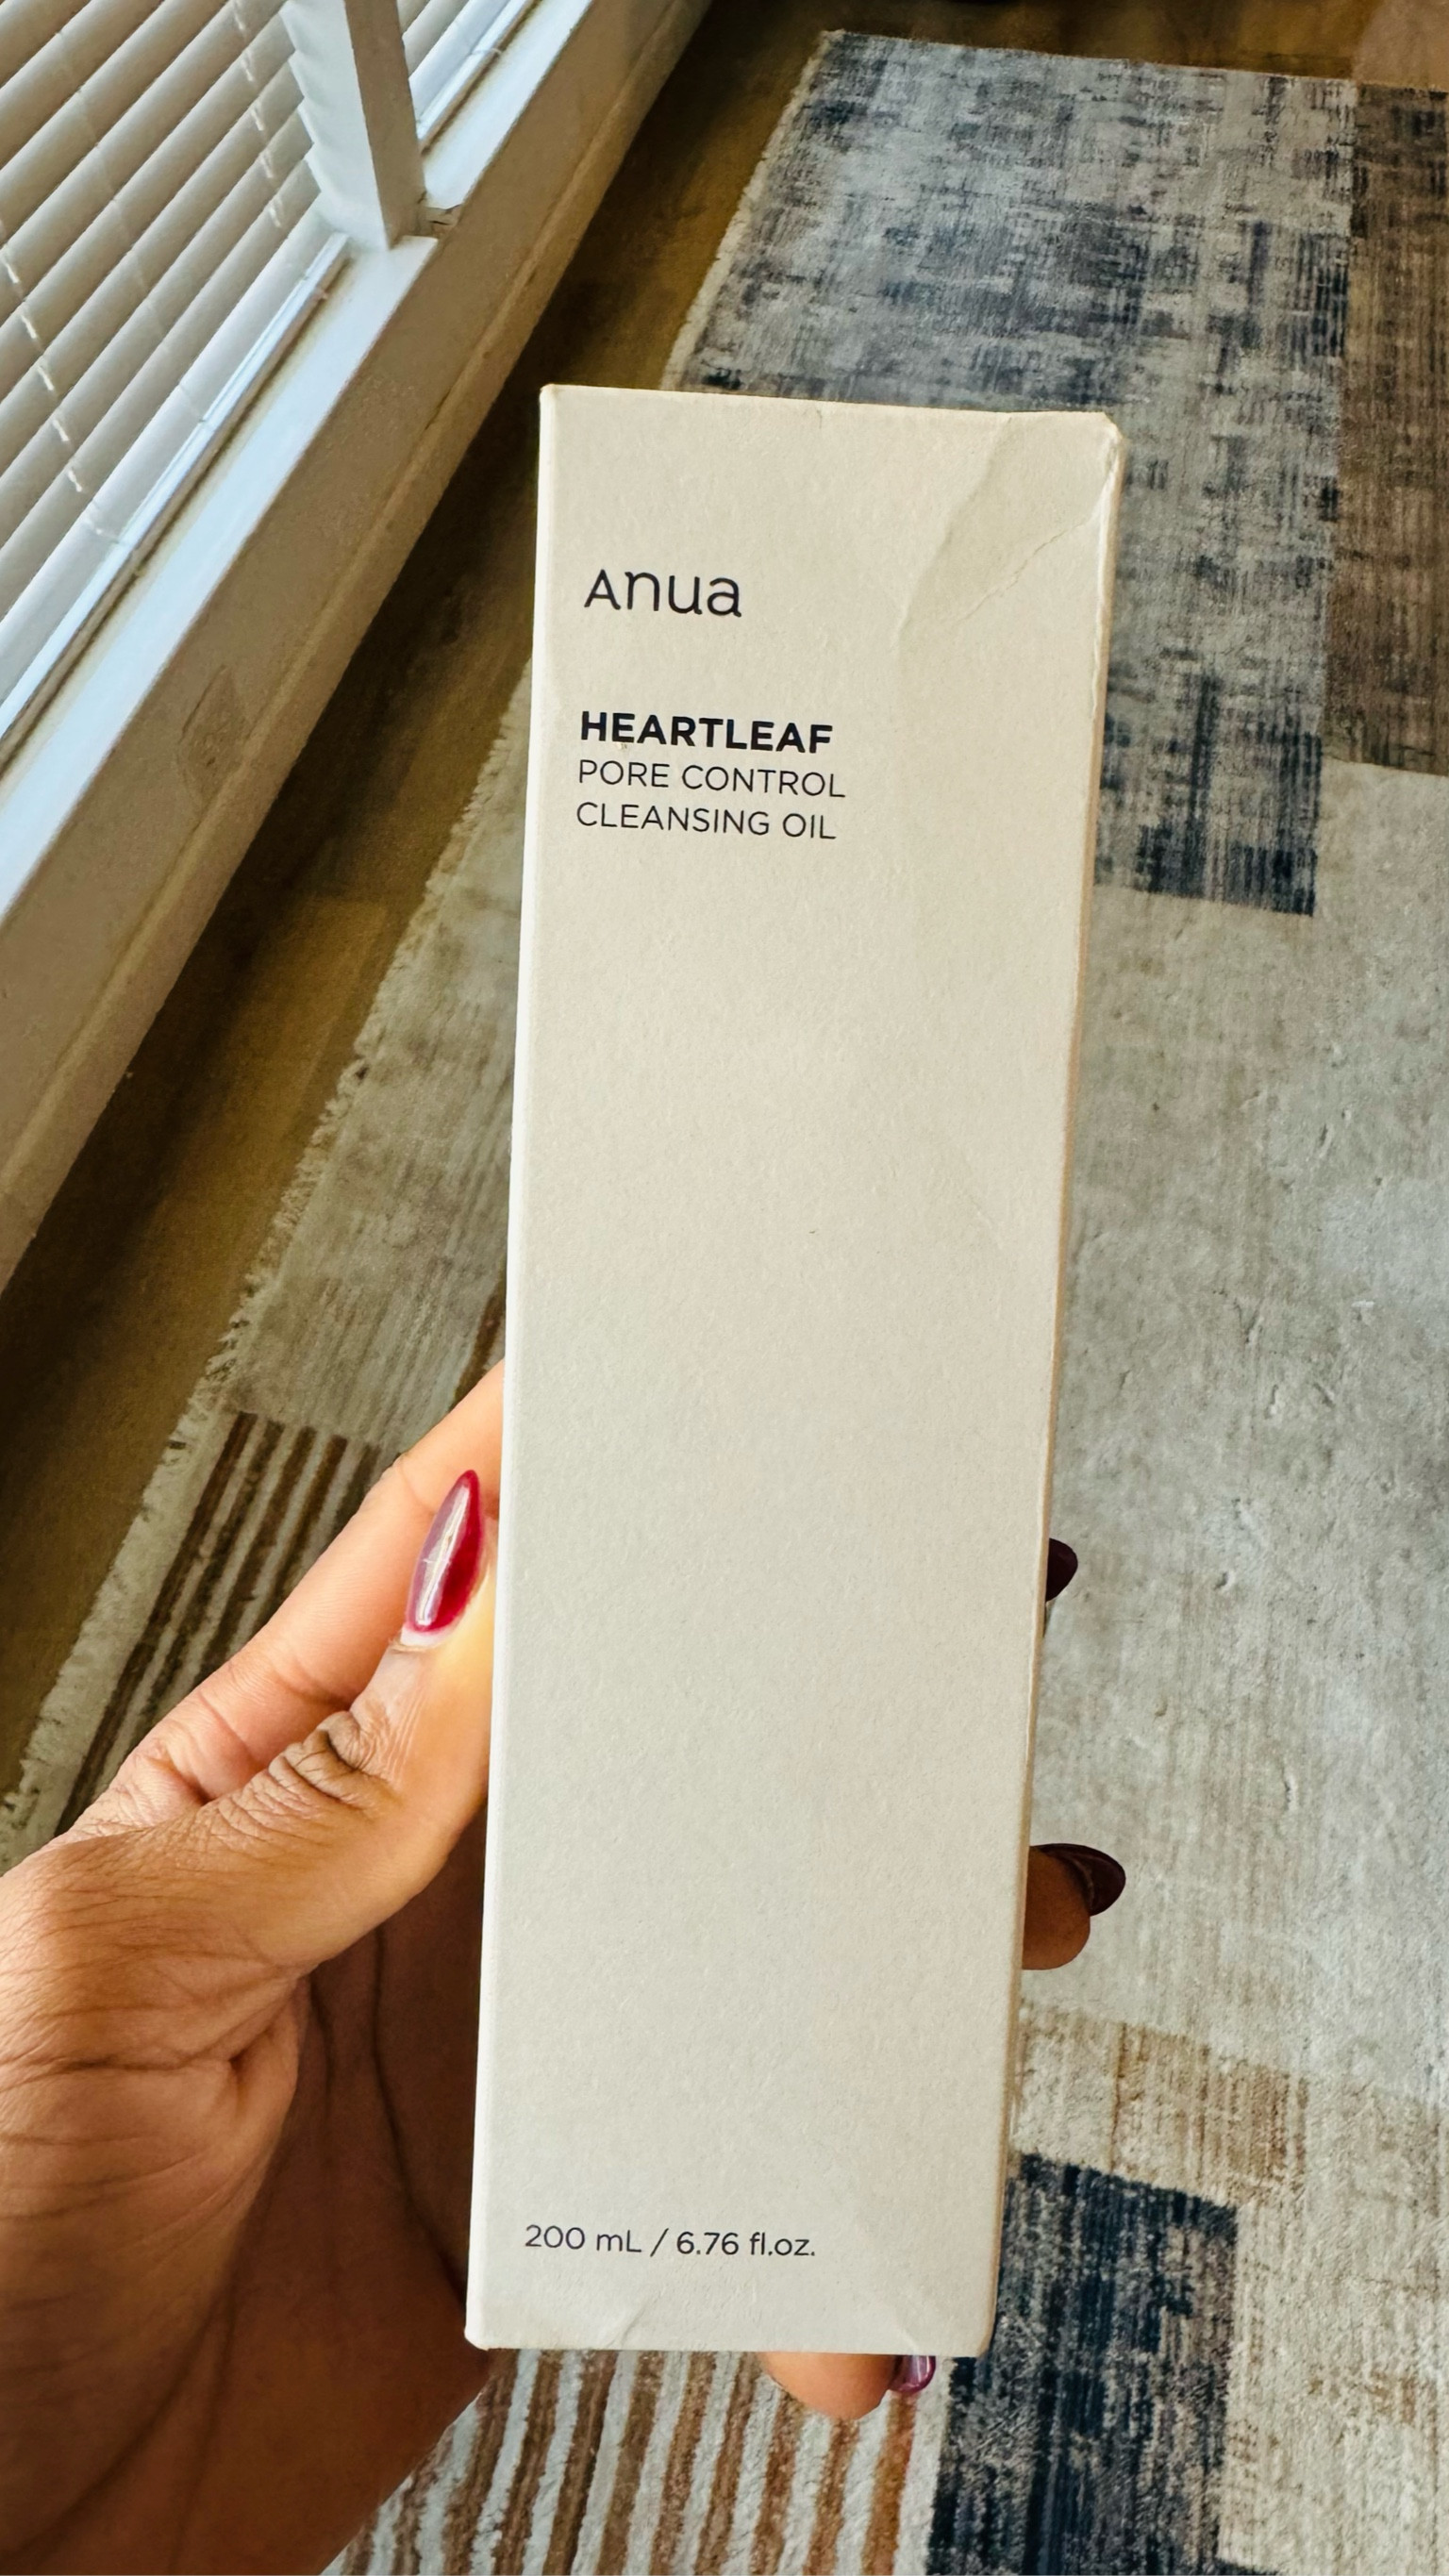 Anua
HEARTLEAF
PORE CONTROL
CLEANSING OIL
200 mL / 6.76 fl.oz.